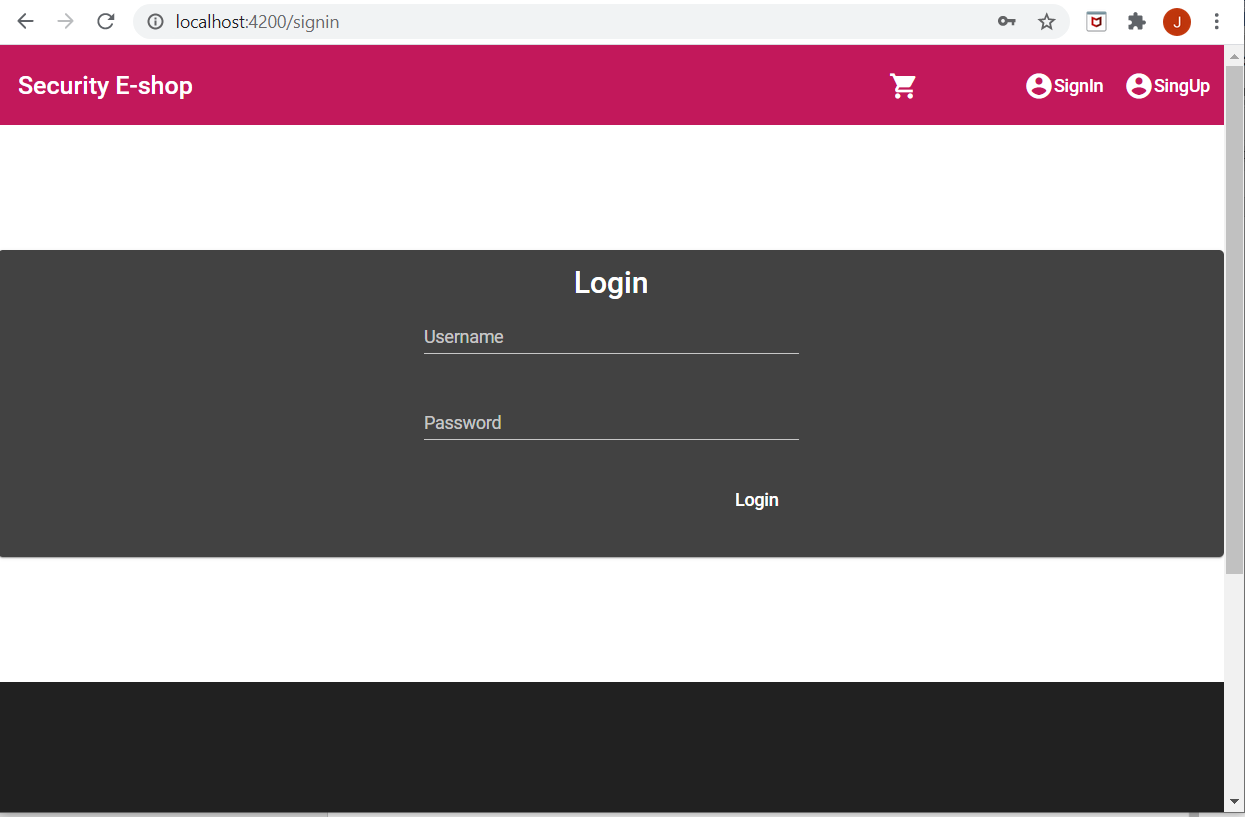 localhost:4200/signin
J
Security E-shop
SignIn
SingUp
Login
Username
Password
Login